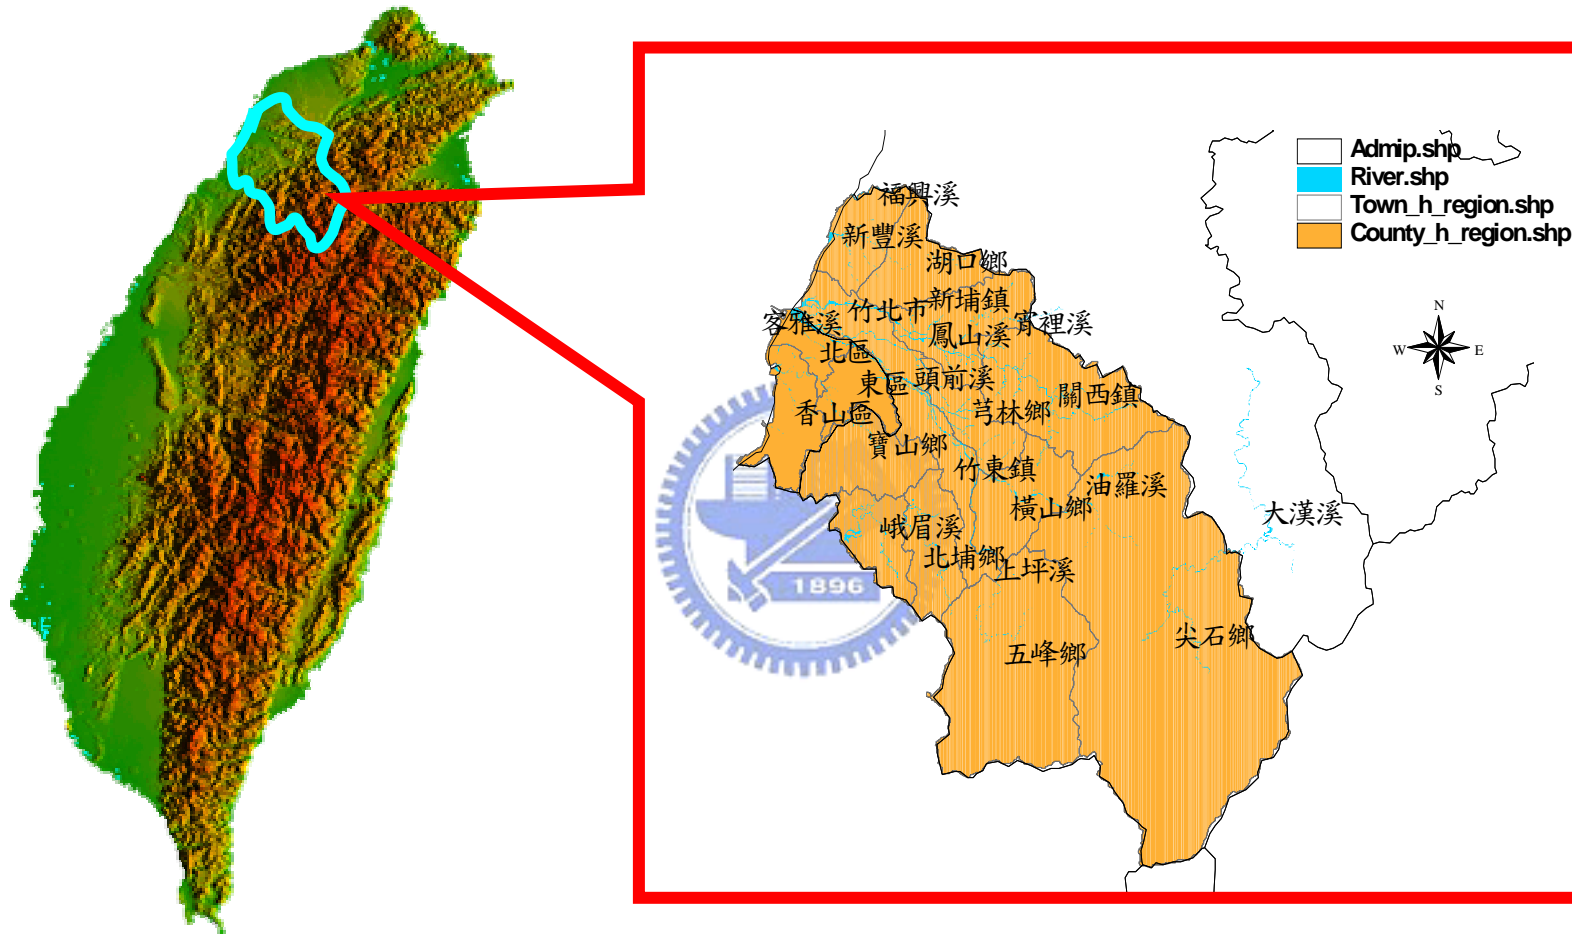 Admip.shp
River.shp
Town_h_region.shp
County_h_region.shp
N
W
E
S
福興溪
新豐溪
湖口鄉
新埔鎮
竹北市
客雅溪
霄裡溪
鳳山溪
北區
東區
頭前溪
關西鎮
香山區
芎林鄉
寶山鄉
竹東鎮
油羅溪
橫山鄉
大漢溪
峨眉溪
北埔鄉
上坪溪
1896
尖石鄉
五峰鄉